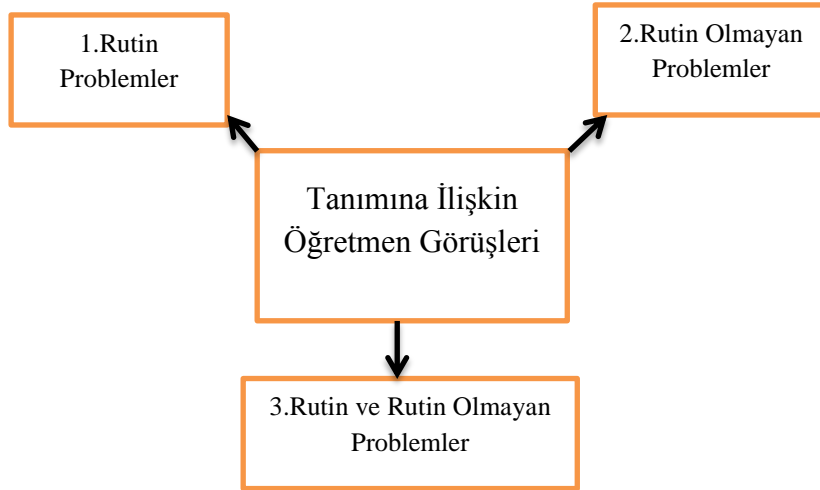 1.Rutin
Problemler
2.Rutin Olmayan
Problemler
Tanımına İlişkin
Öğretmen Görüşleri
3.Rutin ve Rutin Olmayan
Problemler